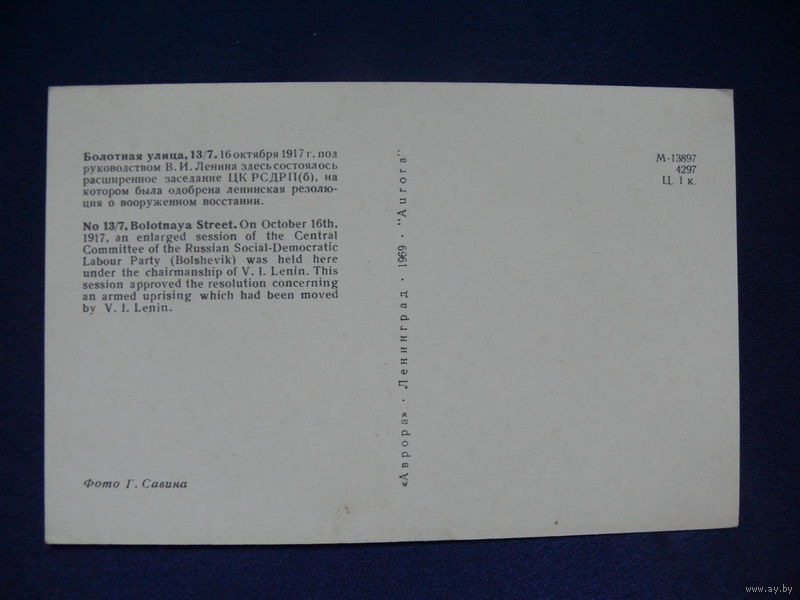 Болотная улица, 13/7. 16 октября 1917 г. под
руководством В. И. Ленина здесь состоялось
расширенное заседание ЦК РСДРП(б), на
котором была одобрена ленинская резолю-
ция о вооруженном восстании.
No 13/7, Bolotnaya Street. On October 16th,
1917, an enlarged session of the Central
Committee of the Russian Social-Democratic
Labour Party (Bolshevik) was held here
under the chairmanship of V. I. Lenin. This
session approved the resolution concerning
an armed uprising which had been moved
by V. I. Lenin.
Фото Г. Савина
«Аврора» · Ленинград · 1969 · "Aurora"
М-13897
4297
Ц. 1 к.
www.ay.by